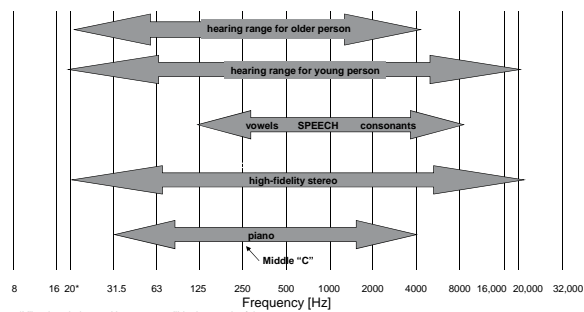 hearing range for older person
hearing range for young person
vowels SPEECH consonants
high-fidelity stereo
piano
Middle “C”
8 16 20* 31.5 63 125 250 500 1000 2000 4000 8000 16,000 20,000 32,000
Frequency [Hz]